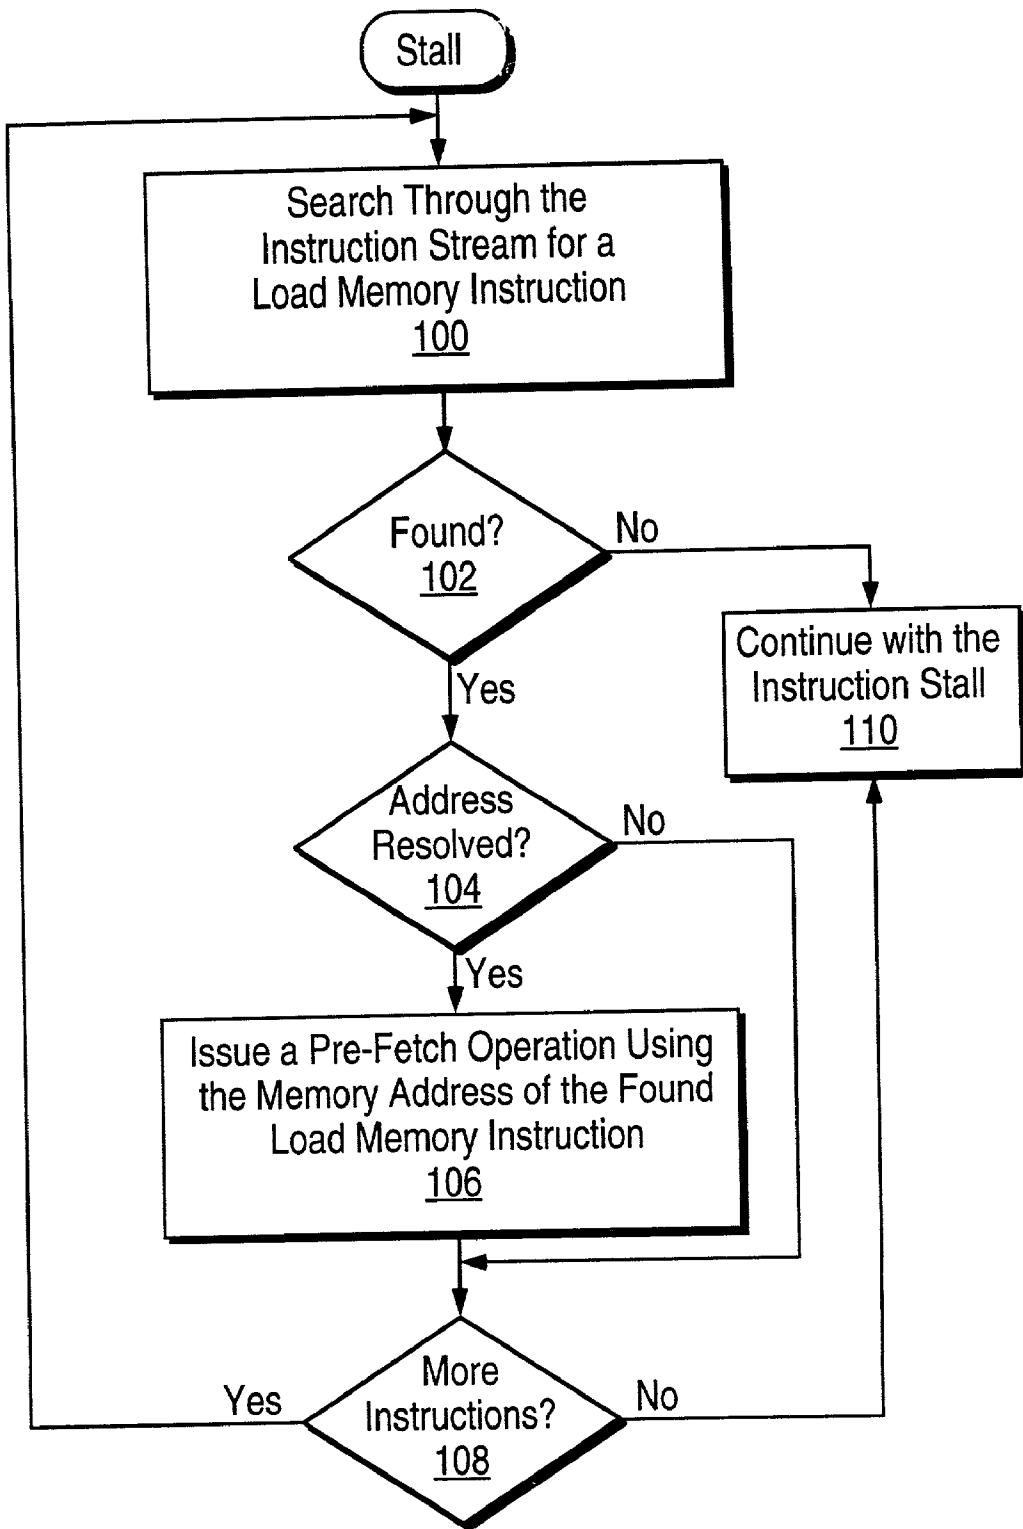 Stall
Search Through the
Instruction Stream for a
Load Memory Instruction
100
Found?
102
No
Yes
Continue with the
Instruction Stall
110
Address
Resolved?
104
No
Yes
Issue a Pre-Fetch Operation Using
the Memory Address of the Found
Load Memory Instruction
106
More
Instructions?
108
Yes
No